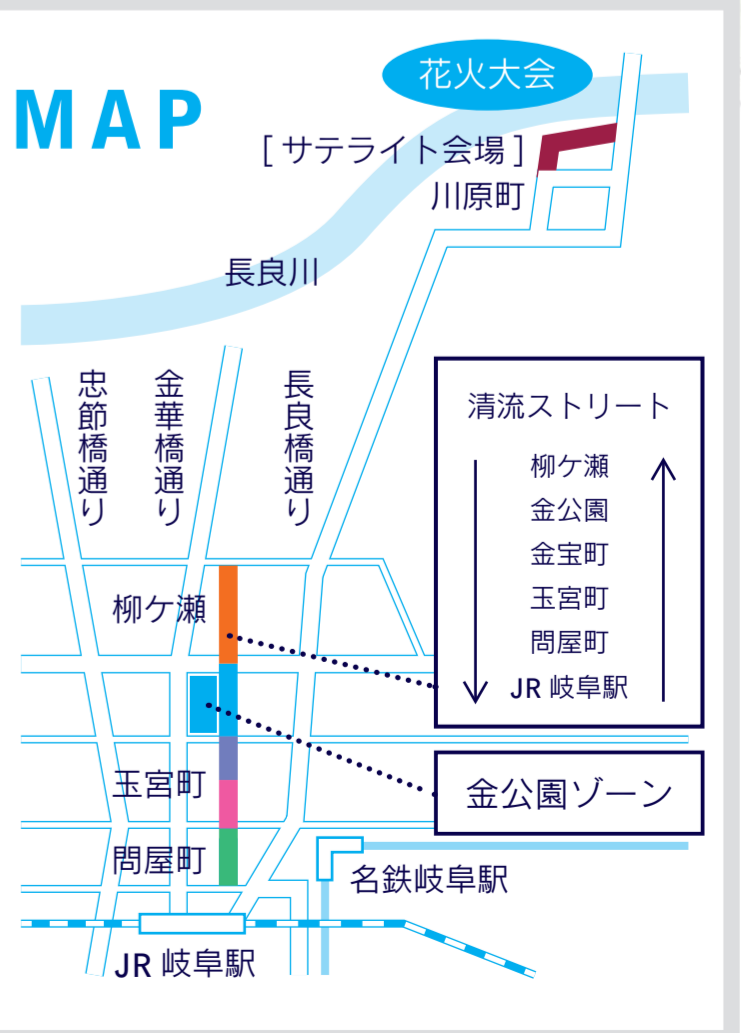 MAP
花火大会
[サテライト会場]
川原町
長良川
忠節橋通り
金華橋通り
長良橋通り
清流ストリート
柳ケ瀬
金公園
金宝町
玉宮町
問屋町
JR岐阜駅
柳ケ瀬
玉宮町
金公園ゾーン
問屋町
名鉄岐阜駅
JR岐阜駅